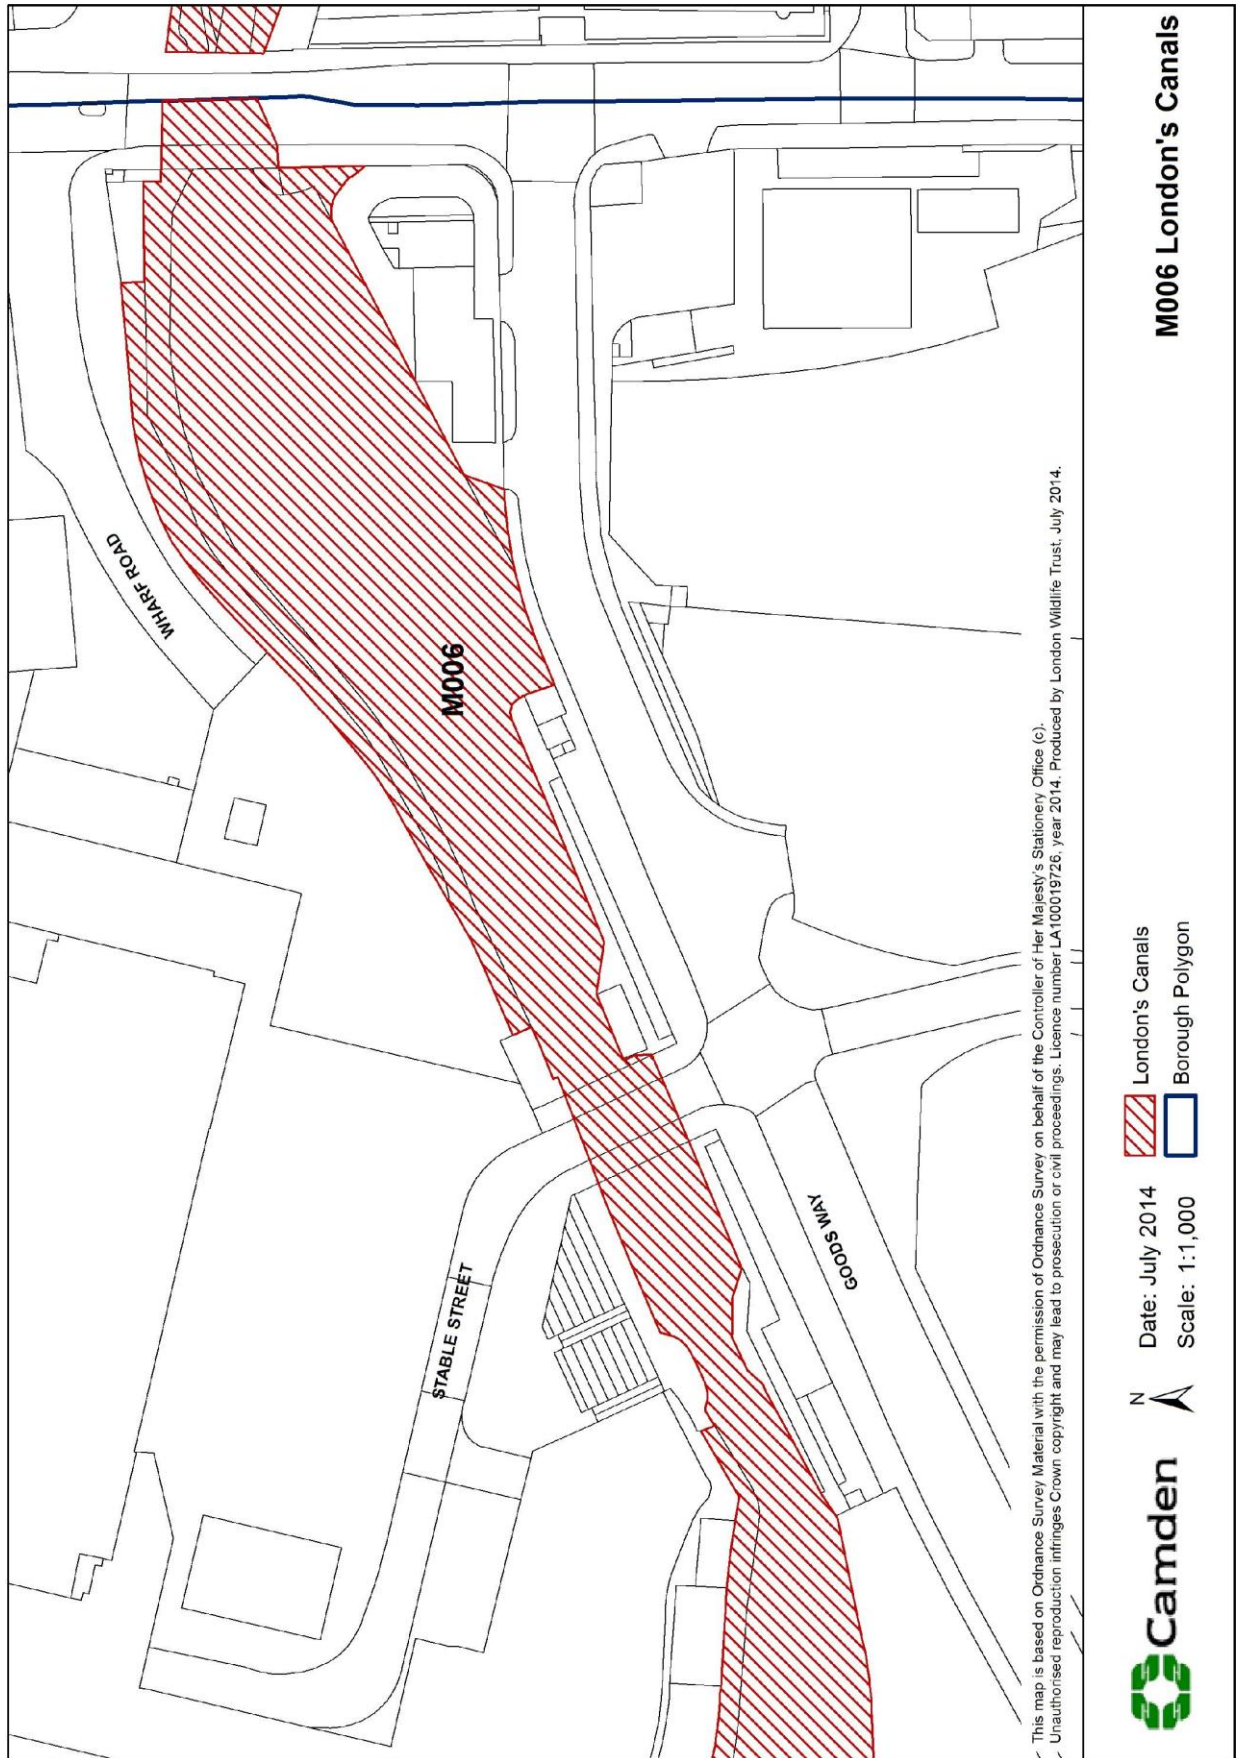 WHARF ROAD
M006
STABLE STREET
GOODS WAY
This map is based on Ordnance Survey Material with the permission of Ordnance Survey on behalf of the Controller of Her Majesty's Stationery Office (c).
Unauthorised reproduction infringes Crown copyright and may lead to prosecution or civil proceedings. Licence number LA100019726, year 2014. Produced by London Wildlife Trust, July 2014.
Camden
N
Date: July 2014
Scale: 1:1,000
London's Canals
Borough Polygon
M006 London's Canals